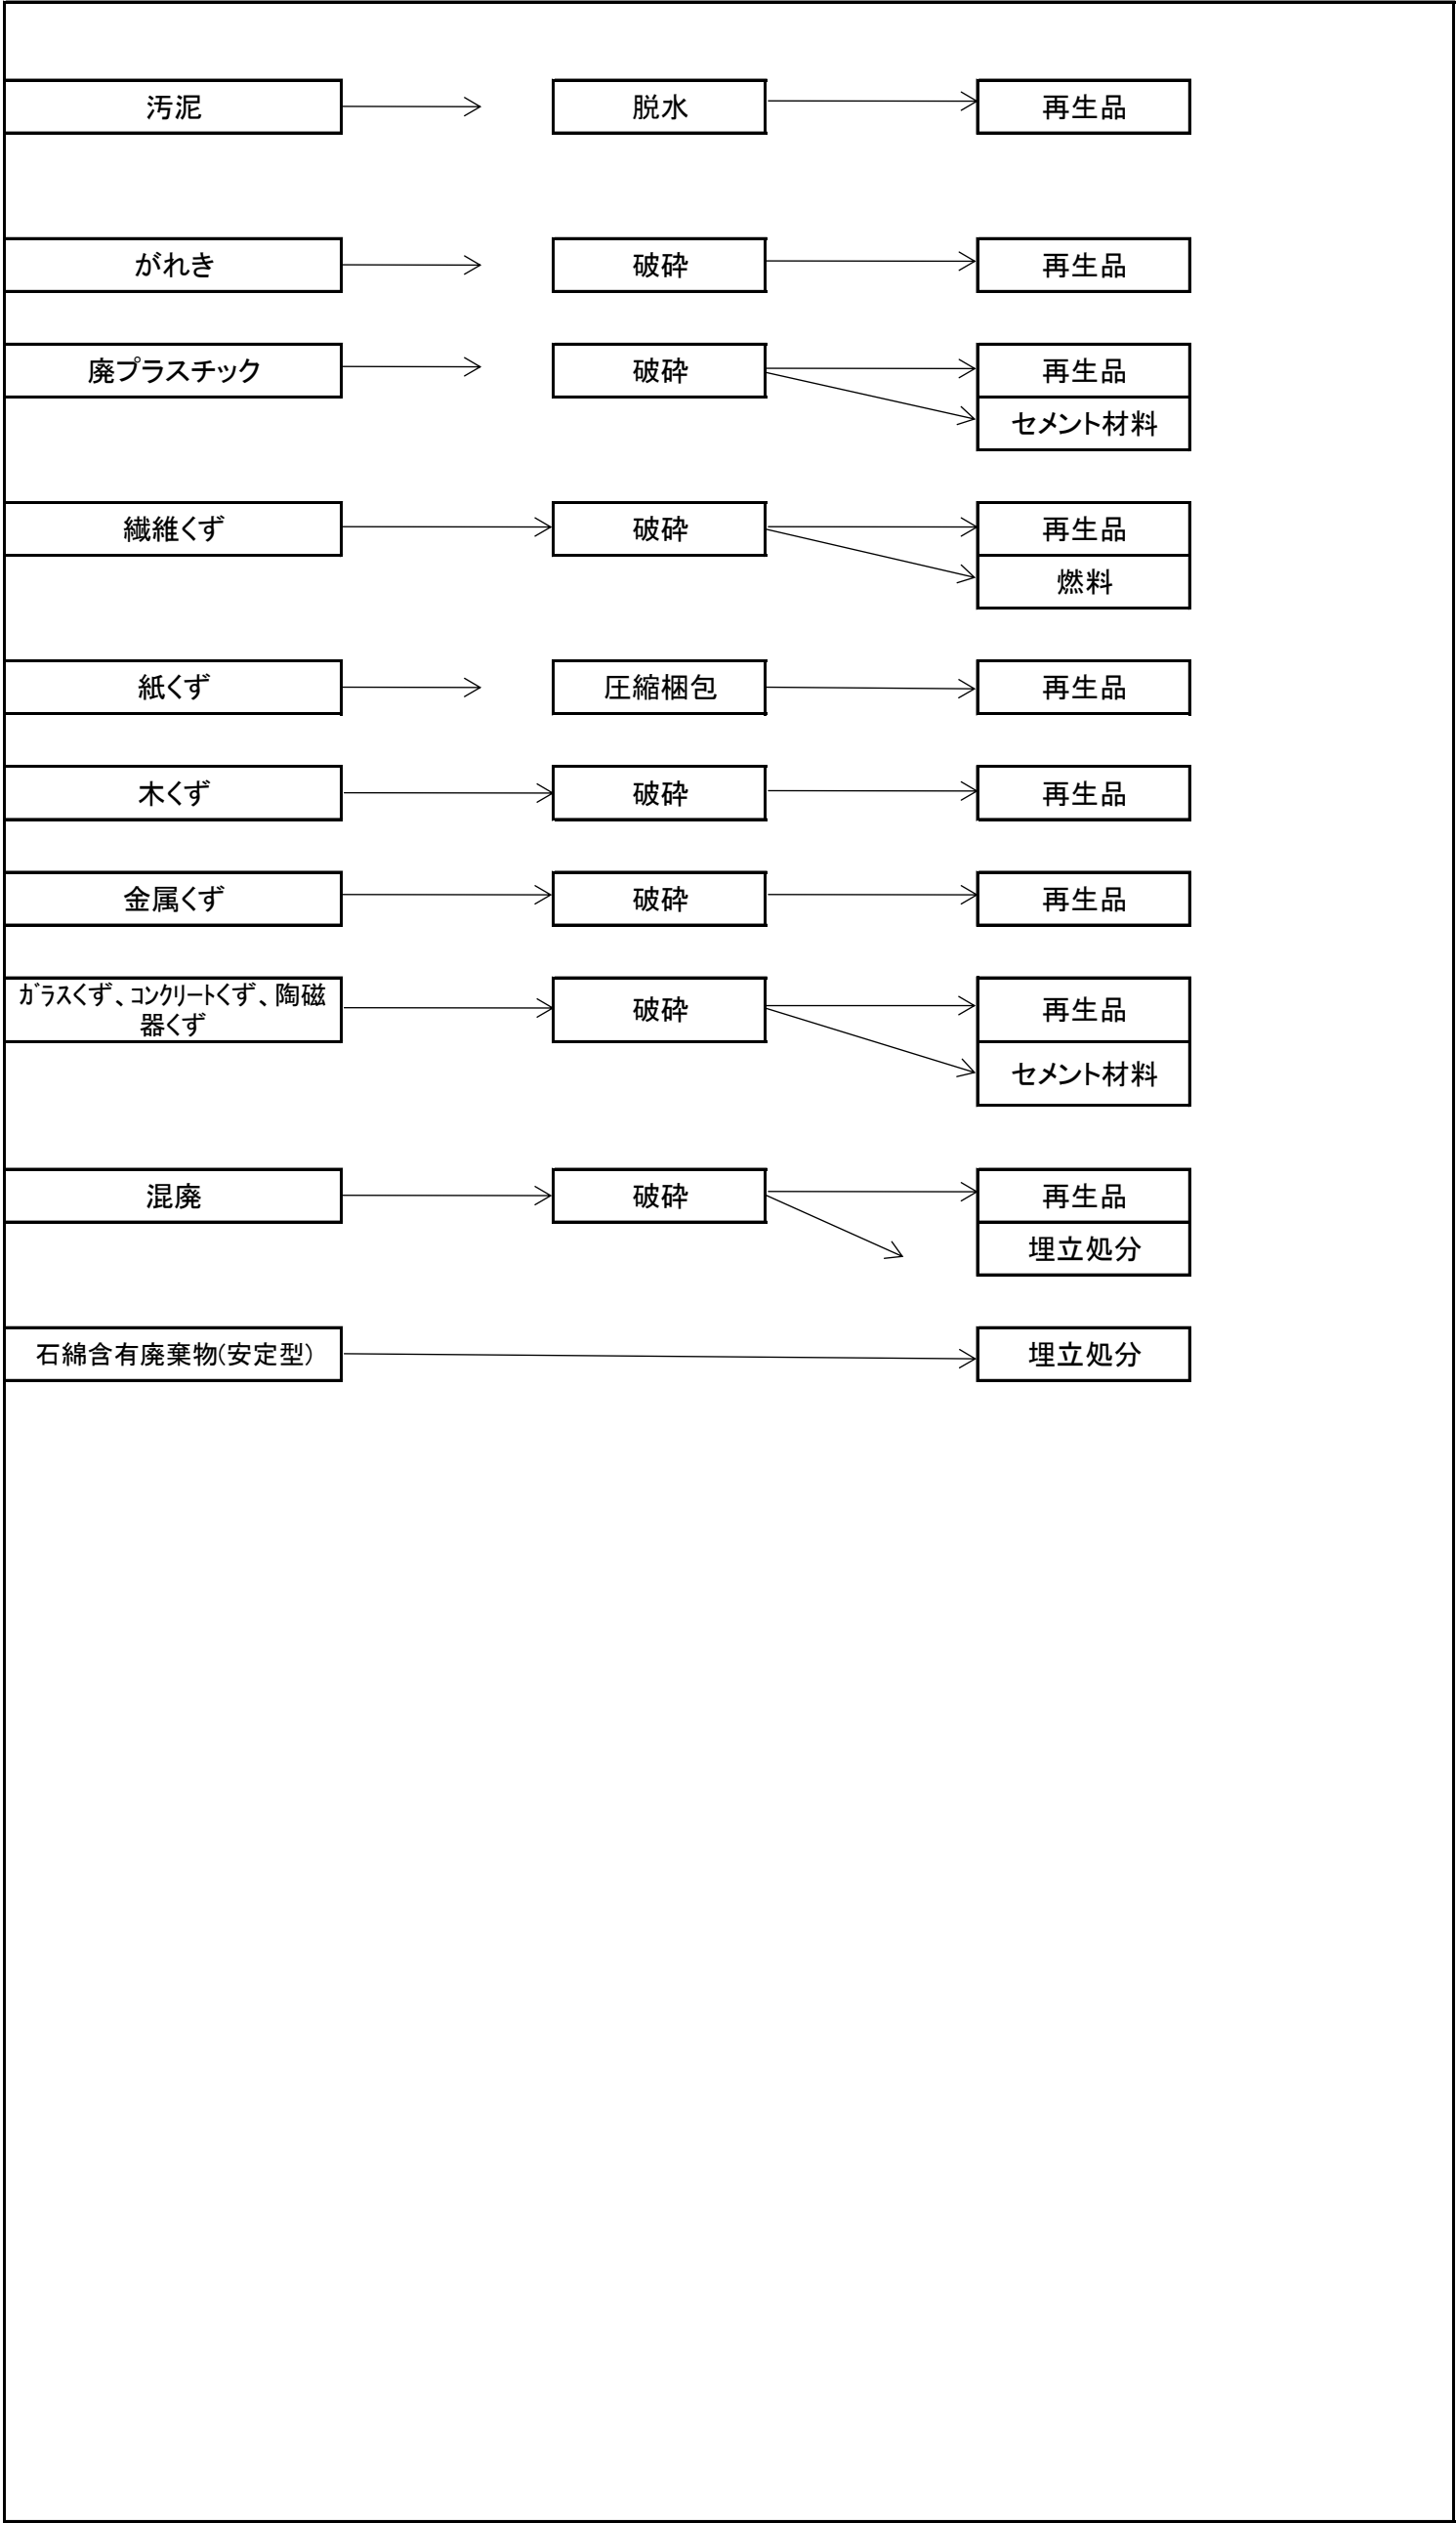 汚泥
脱水
再生品
がれき
破砕
再生品
廃プラスチック
破砕
再生品
セメント材料
繊維くず
破砕
再生品
燃料
紙くず
圧縮梱包
再生品
木くず
破砕
再生品
金属くず
破砕
再生品
ｶﾞﾗｽくず、ｺﾝｸﾘｰﾄくず、陶磁
器くず
破砕
再生品
セメント材料
混廃
破砕
再生品
埋立処分
石綿含有廃棄物(安定型)
埋立処分